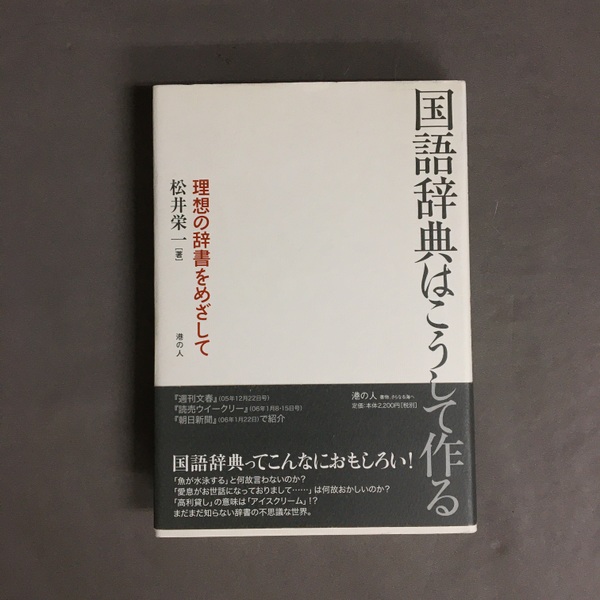 国語辞典はこうして作る
理想の辞書をめざして
松井栄一[著]
港の人
港の人
定価:本体2,200円[税別]
『週刊文春』(05年12月22日号)
『読売ウイークリー』(06年1月8・15日号)
『朝日新聞』(06年1月22日)で紹介
国語辞典ってこんなにおもしろい!
「魚が水泳する」と何故言わないのか?
「愛息がお世話になっておりまして……」は何故おかしいのか?
「高利貸し」の意味は「アイスクリーム」!?
まだまだ知らない辞書の不思議な世界。